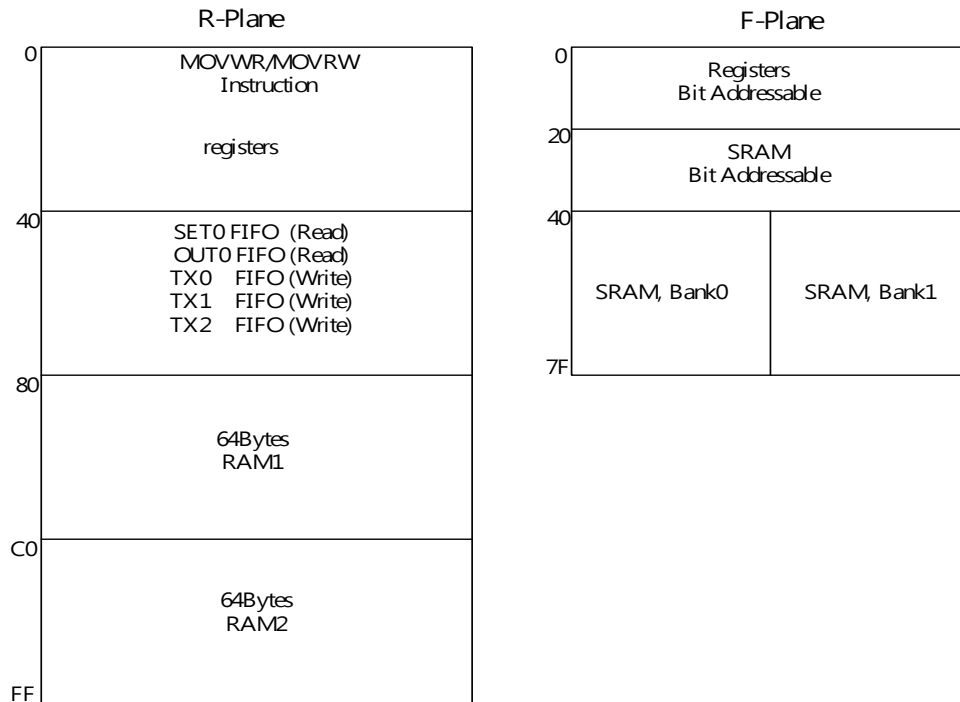 R-Plane
0
MOVWR/MOVRW
Instruction
registers
40
SET0 FIFO (Read)
OUT0 FIFO (Read)
TX0 FIFO (Write)
TX1 FIFO (Write)
TX2 FIFO (Write)
80
64Bytes
RAM1
C0
64Bytes
RAM2
FF
F-Plane
0
Registers
Bit Addressable
20
SRAM
Bit Addressable
40
SRAM, Bank0
SRAM, Bank1
7F